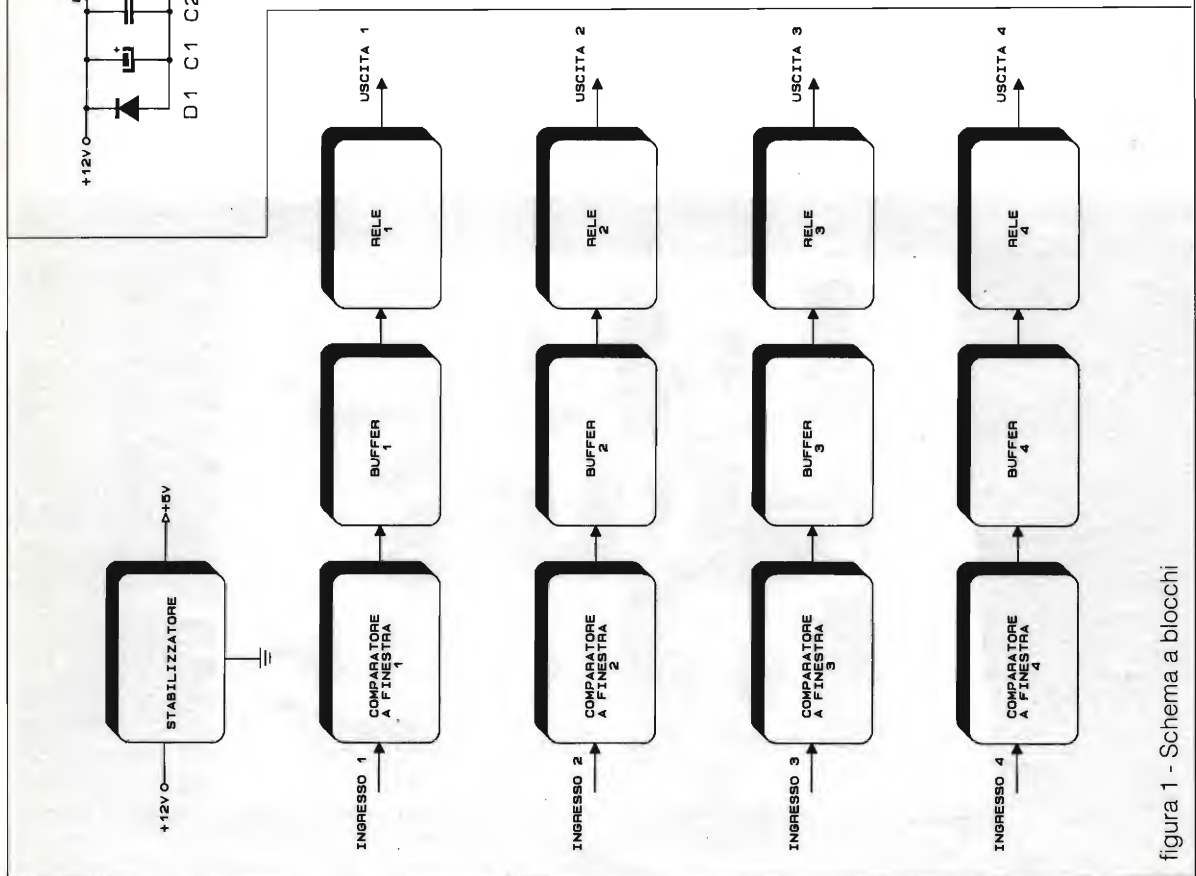 +12V
D1
C1
C2
+12V
STABILIZZATORE
+5V
INGRESSO 1
COMPARATORE
A FINESTRA
1
BUFFER
1
RELE
1
USCITA 1
INGRESSO 2
COMPARATORE
A FINESTRA
2
BUFFER
2
RELE
2
USCITA 2
INGRESSO 3
COMPARATORE
A FINESTRA
3
BUFFER
3
RELE
3
USCITA 3
INGRESSO 4
COMPARATORE
A FINESTRA
4
BUFFER
4
RELE
4
USCITA 4
figura 1 - Schema a blocchi